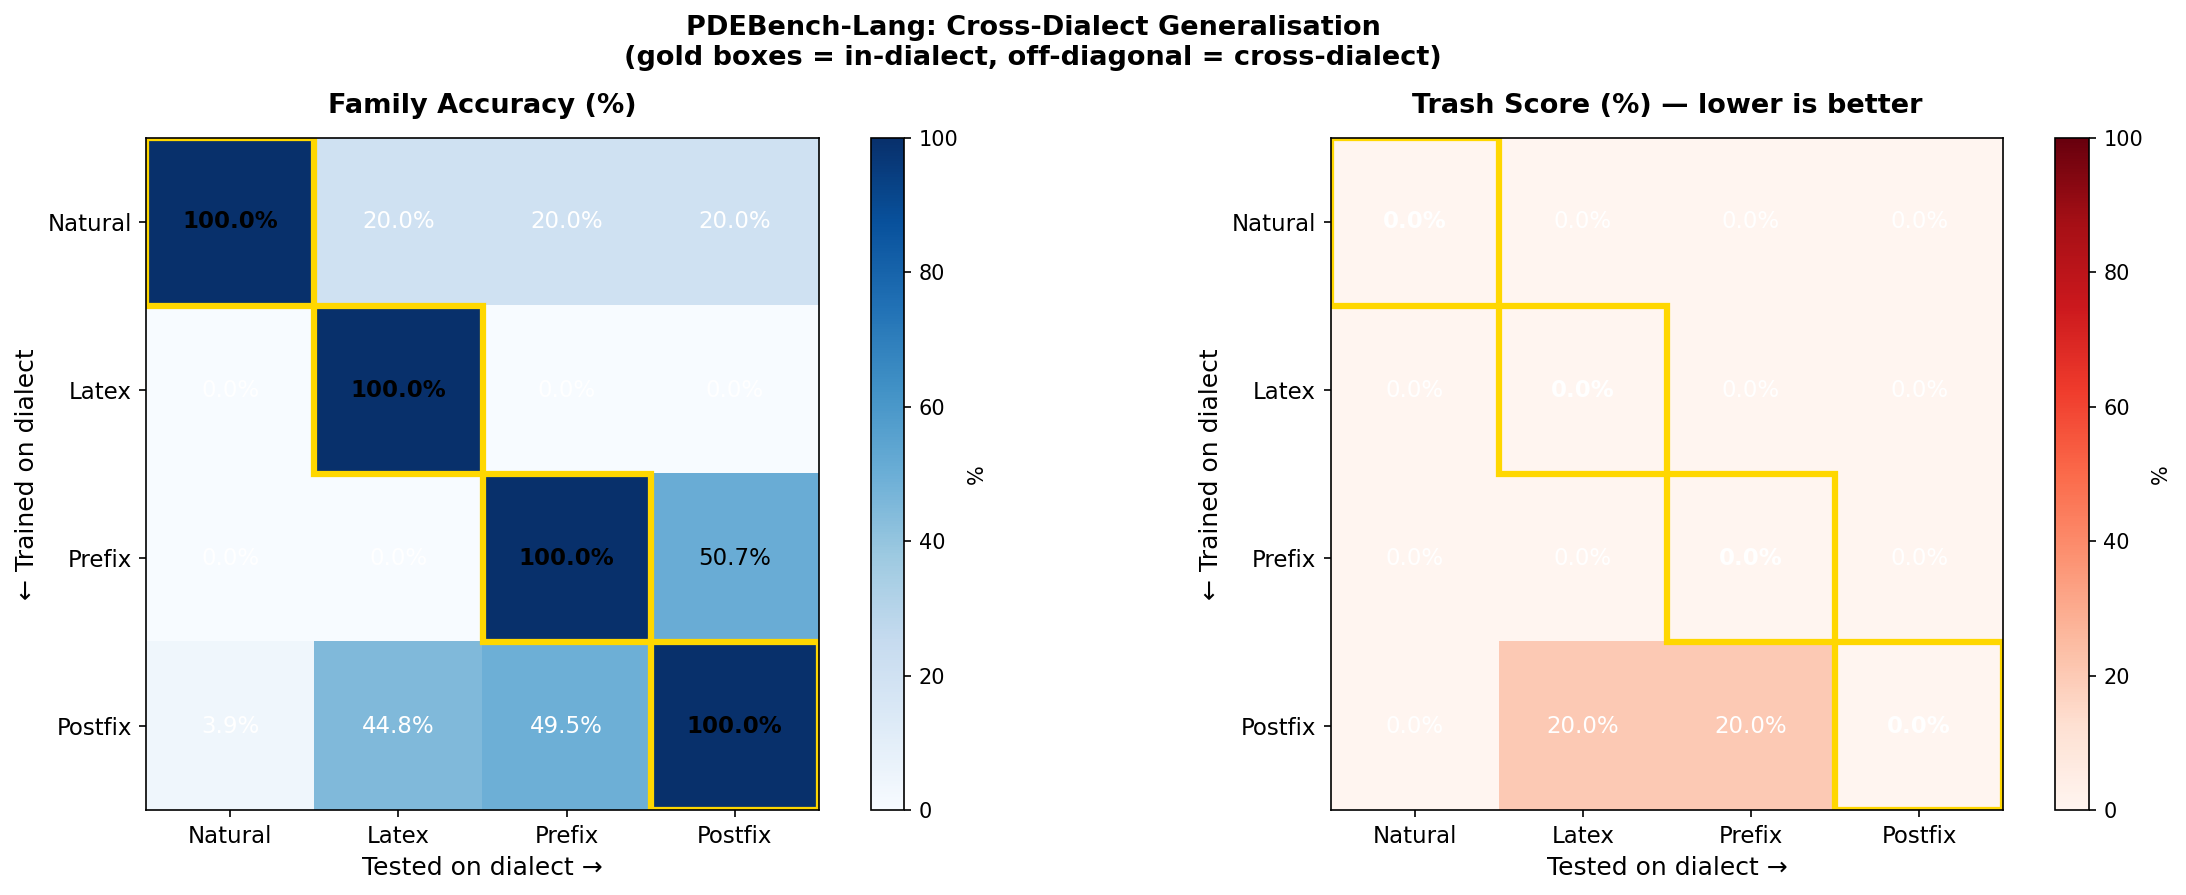 PDEBench-Lang: Cross-Dialect Generalisation
(gold boxes = in-dialect, off-diagonal = cross-dialect)
Family Accuracy (%)
← Trained on dialect
Natural 100.0% 20.0% 20.0% 20.0%
Latex 0.0% 100.0% 0.0% 0.0%
Prefix 0.0% 0.0% 100.0% 50.7%
Postfix 3.9% 44.8% 49.5% 100.0%
Natural Latex Prefix Postfix
Tested on dialect →
100
80
60
40
20
0
%
Trash Score (%) — lower is better
← Trained on dialect
Natural 0.0% 0.0% 0.0% 0.0%
Latex 0.0% 0.0% 0.0% 0.0%
Prefix 0.0% 0.0% 0.0% 0.0%
Postfix 0.0% 20.0% 20.0% 0.0%
Natural Latex Prefix Postfix
Tested on dialect →
100
80
60
40
20
0
%